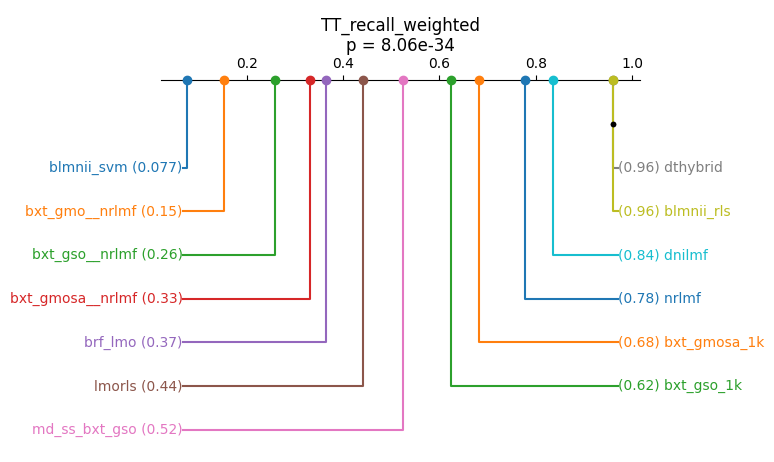 TT_recall_weighted
p = 8.06e-34
0.2 0.4 0.6 0.8 1.0
blmnii_svm (0.077) (0.96) dthybrid
bxt_gmo__nrlmf (0.15) (0.96) blmnii_rls
bxt_gso__nrlmf (0.26) (0.84) dnilmf
bxt_gmosa__nrlmf (0.33) (0.78) nrlmf
brf_lmo (0.37) (0.68) bxt_gmosa_1k
lmorls (0.44) (0.62) bxt_gso_1k
md_ss_bxt_gso (0.52)